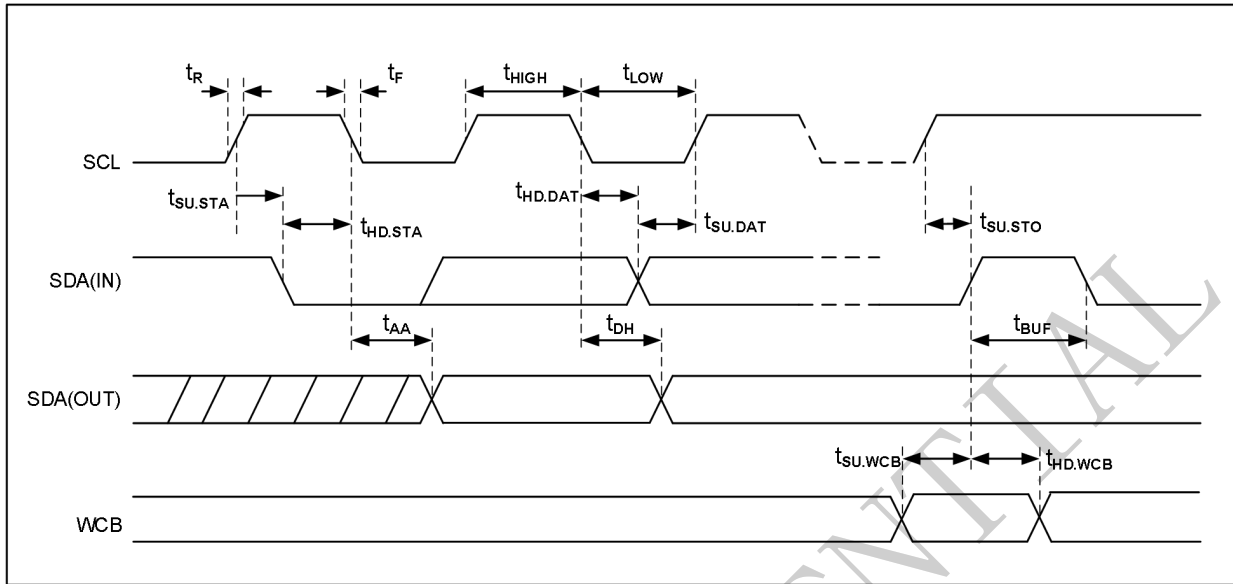 tR
tF
tHIGH
tLOW
SCL
tSU.STA
tHD.STA
tHD.DAT
tSU.DAT
tSU.STO
SDA(IN)
tAA
tDH
tBUF
SDA(OUT)
tSU.WCB
tHD.WCB
WCB
NTIAL